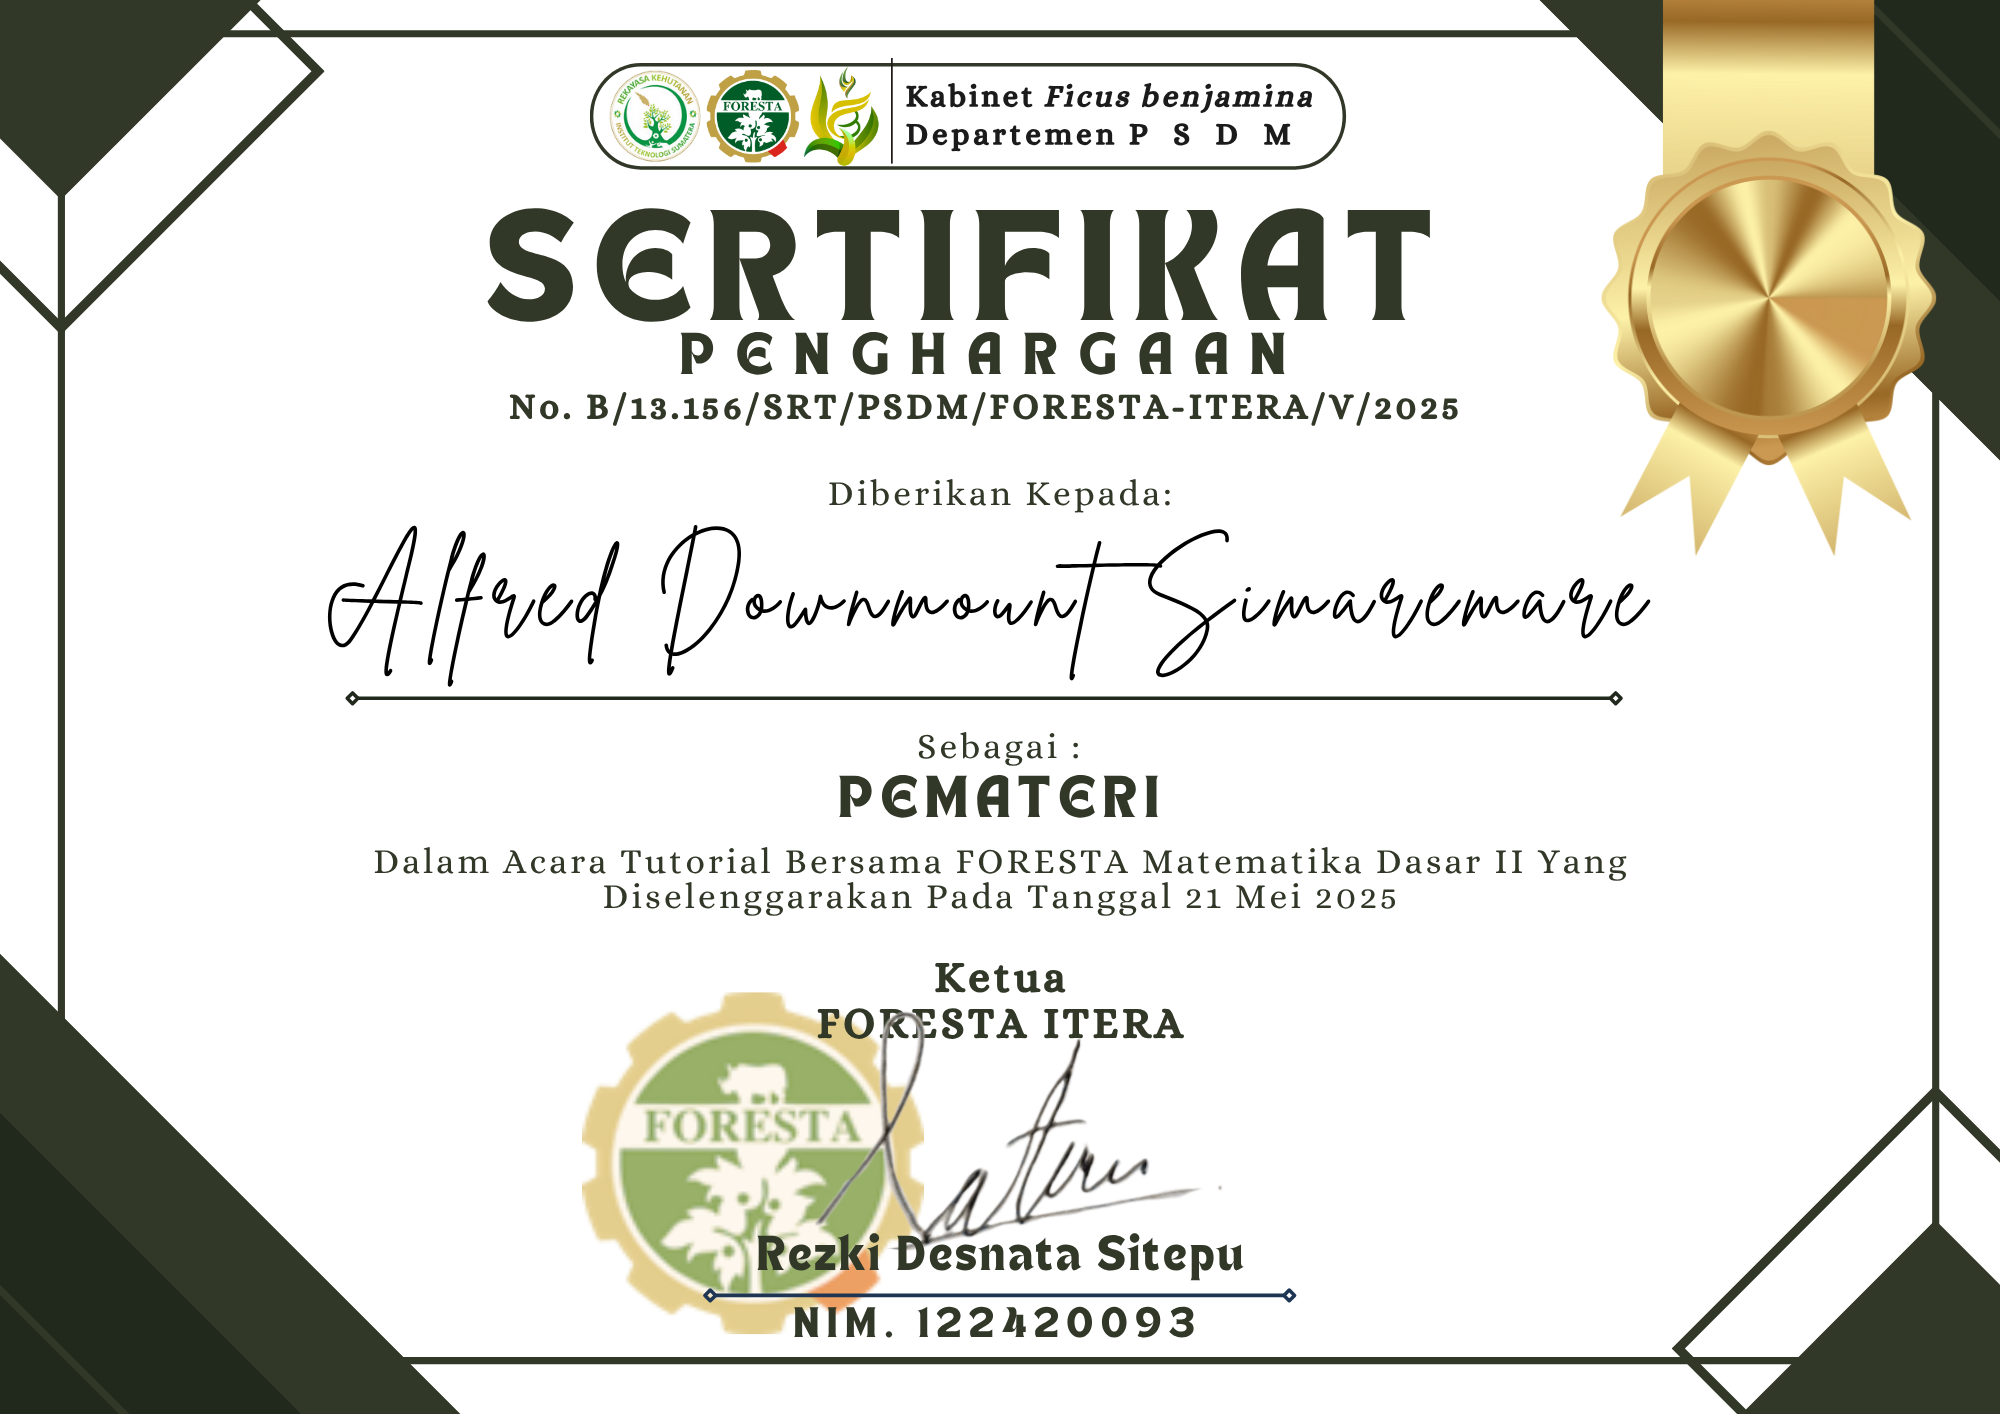 REKAYASA KEHUTANAN
INSTITUT TEKNOLOGI SUMATERA
FORESTA
Kabinet Ficus benjamina
Departemen P S D M
SERTIFIKAT
PENGHARGAAN
No. B/13.156/SRT/PSDM/FORESTA-ITERA/V/2025
Diberikan Kepada:
Alfred Downmount Simaremare
Sebagai :
PEMATERI
Dalam Acara Tutorial Bersama FORESTA Matematika Dasar II Yang
Diselenggarakan Pada Tanggal 21 Mei 2025
Ketua
FORESTA ITERA
FORESTA
Rezki Desnata Sitepu
NIM. 122420093